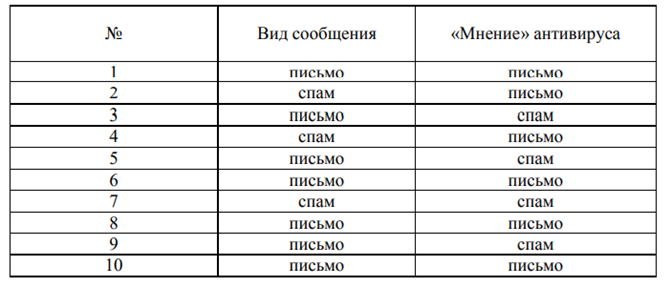 № Вид сообщения «Мнение» антивируса
1 письмо письмо
2 спам письмо
3 письмо спам
4 спам письмо
5 письмо спам
6 письмо письмо
7 спам спам
8 письмо письмо
9 письмо спам
10 письмо письмо